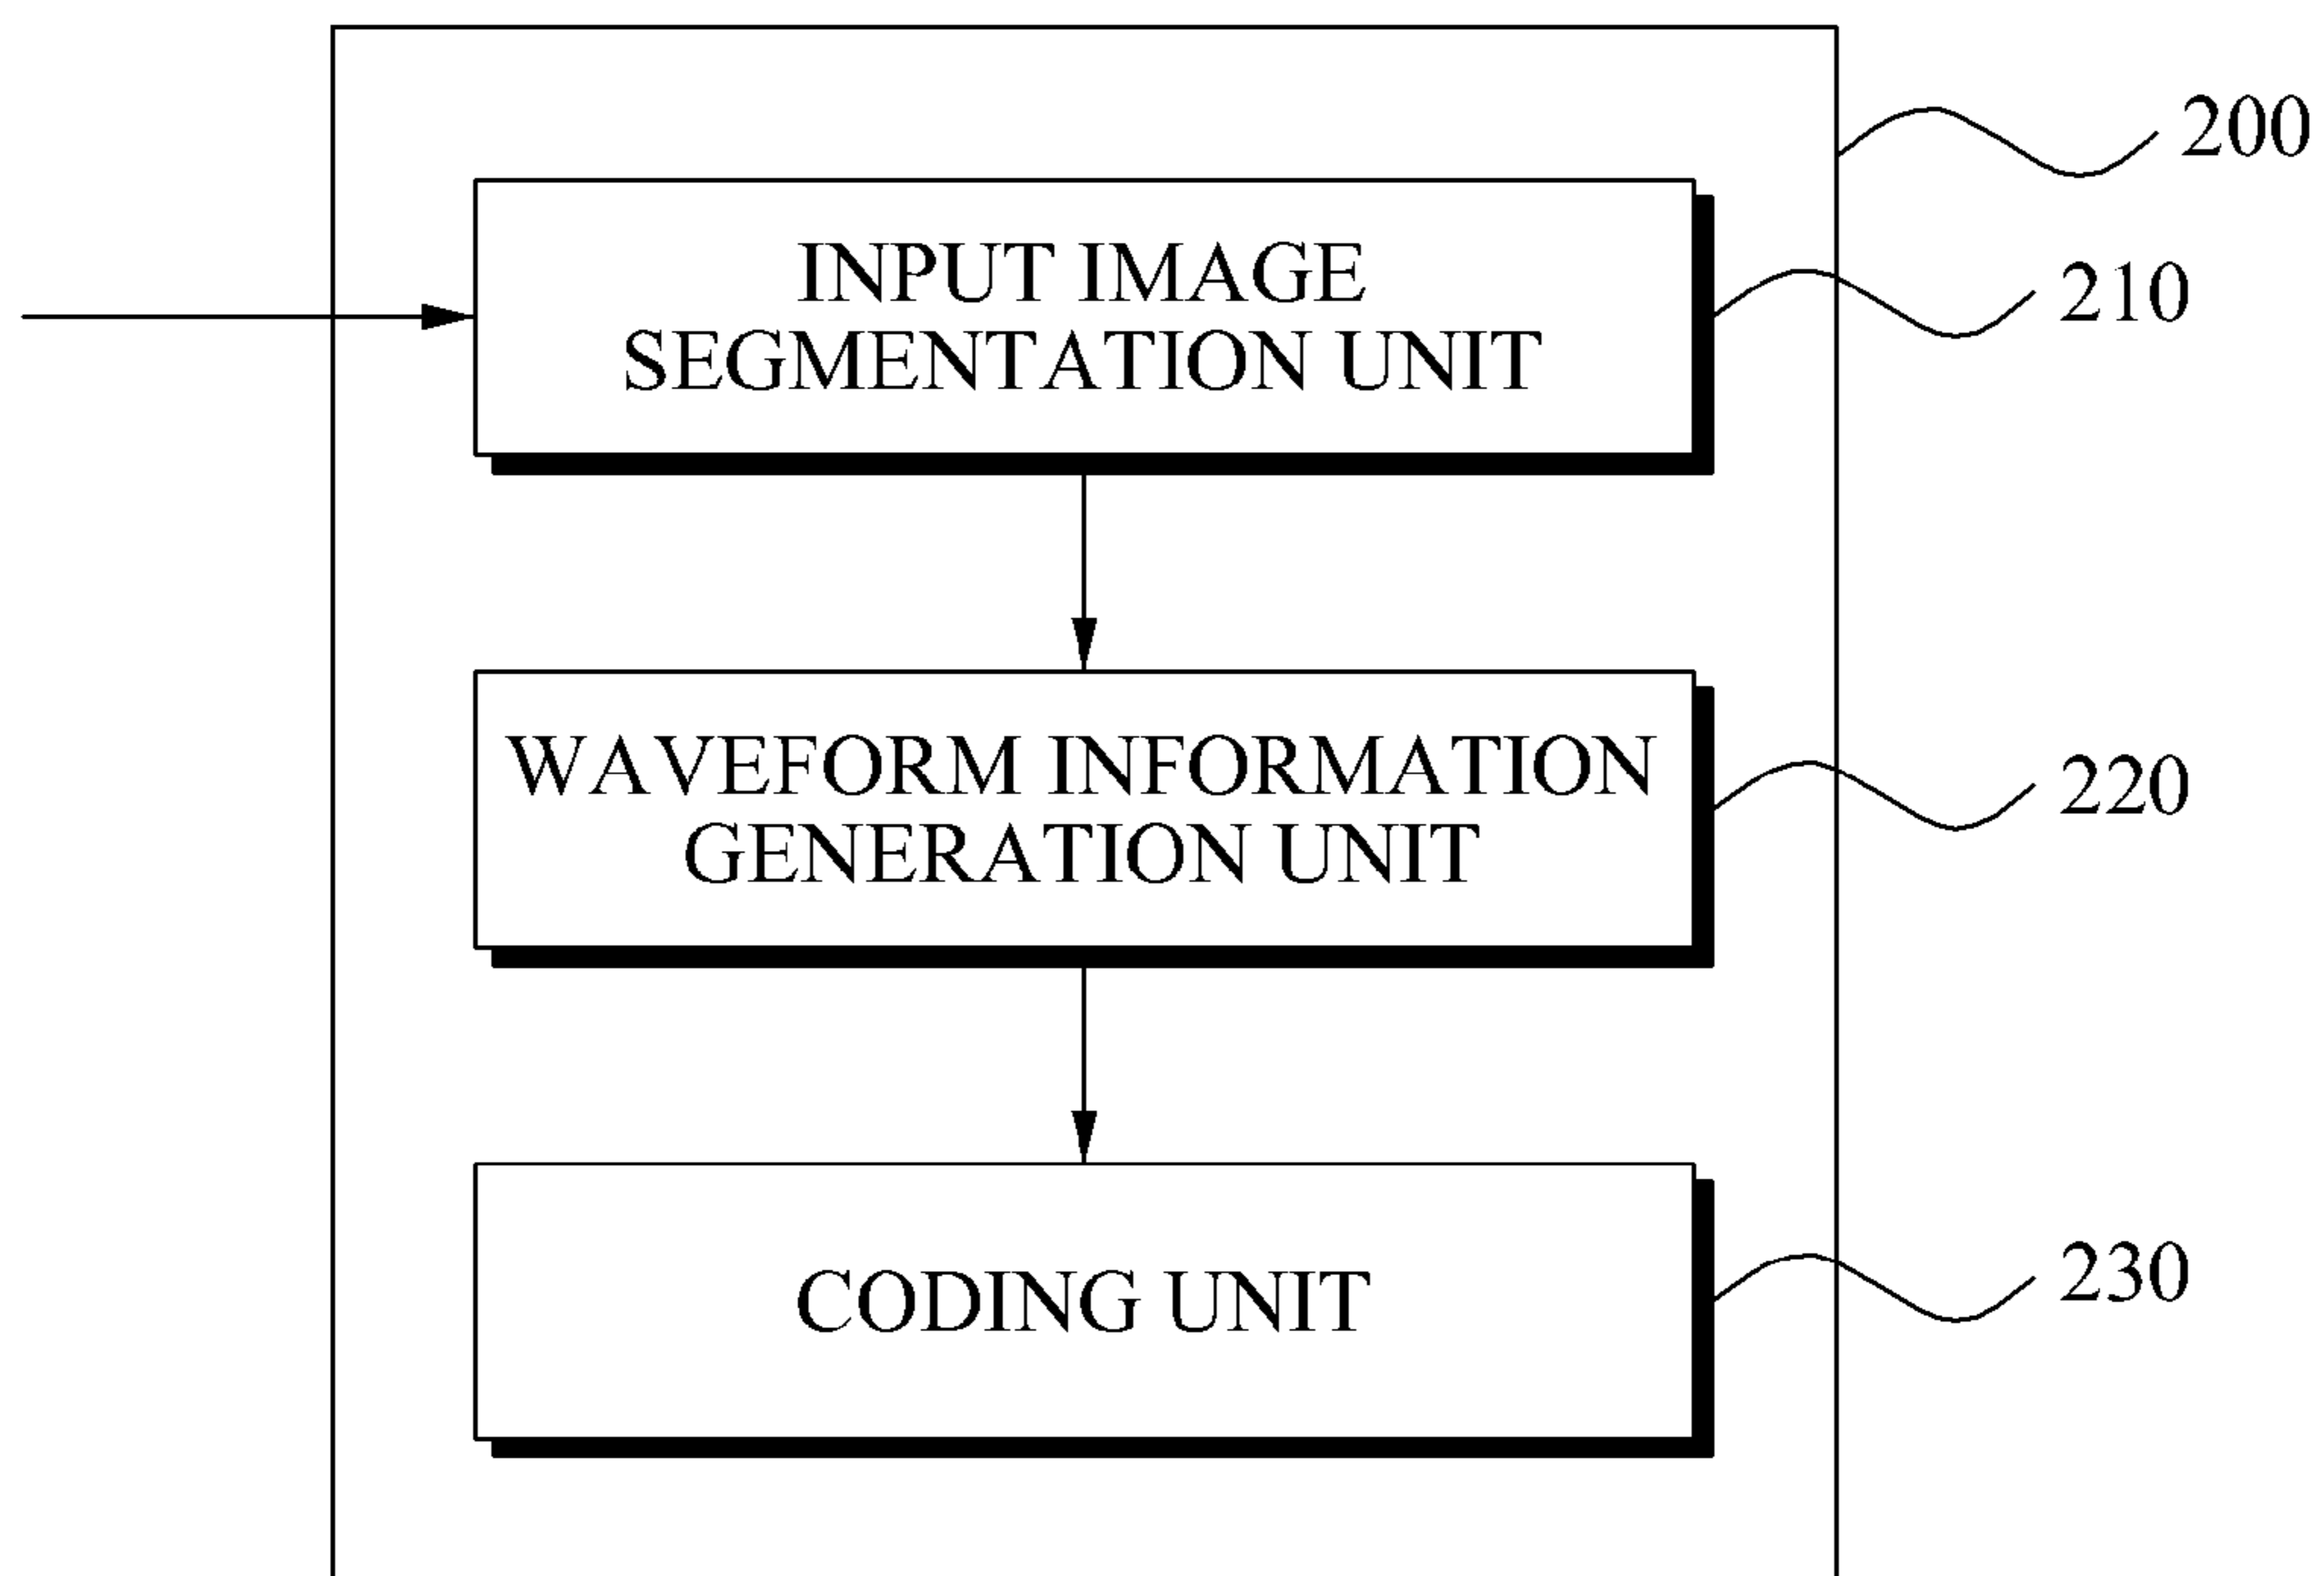 200
INPUT IMAGE
SEGMENTATION UNIT
210
WAVEFORM INFORMATION
GENERATION UNIT
220
CODING UNIT
230